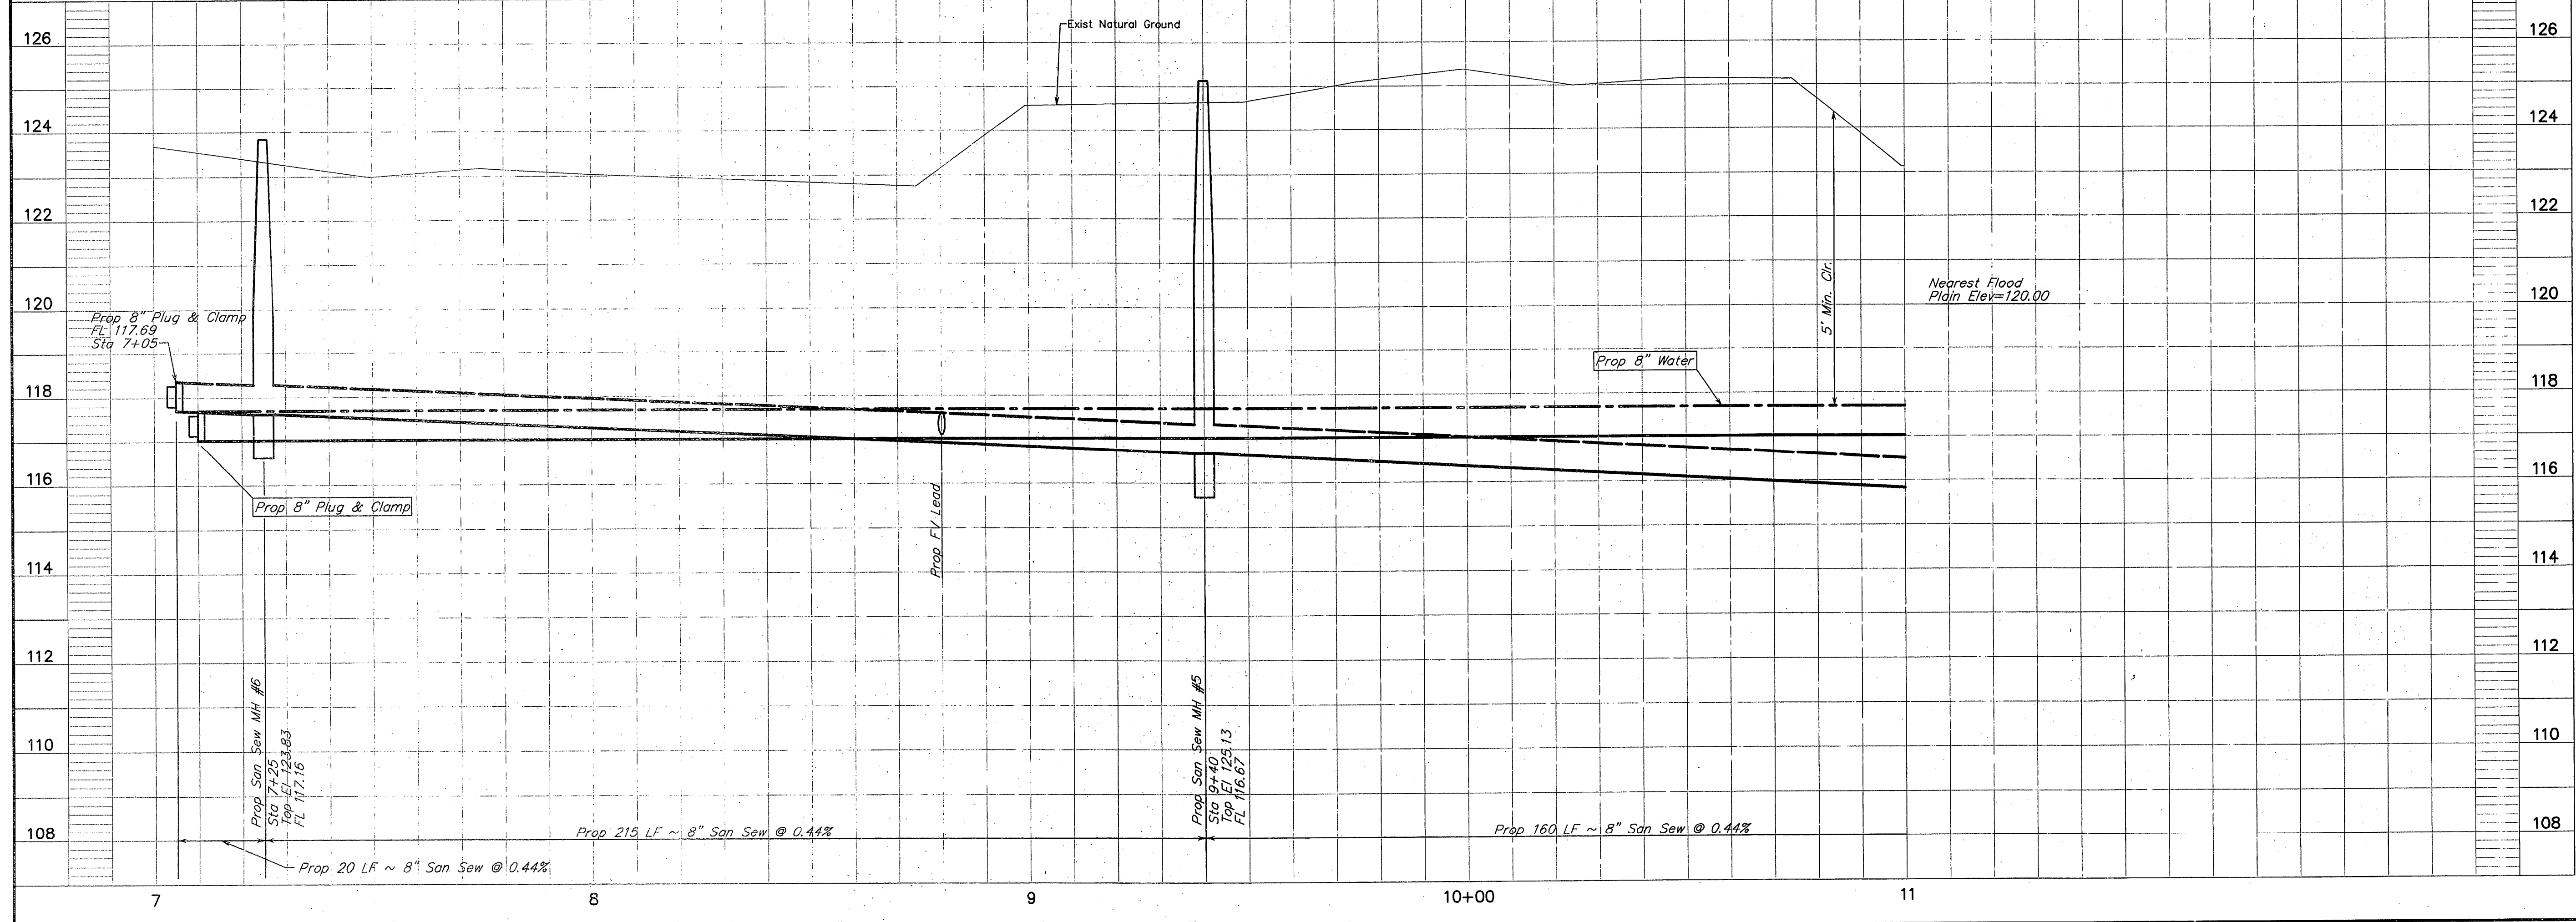 Exist Natural Ground
126
124
122
120
118
116
114
112
110
108
126
124
122
120
118
116
114
112
110
108
Prop 8" Plug & Clamp
FL 117.69
Sta 7+05
Prop 8" Plug & Clamp
Prop San Sew MH #6
Sta 7+25
Top El 123.83
FL 117.16
Prop FV Lead
Prop San Sew MH #5
Sta 9+40
Top El 125.13
FL 116.67
Prop 8" Water
5' Min. Clr.
Nearest Flood
Plain Elev=120.00
Prop 20 LF ~ 8" San Sew @ 0.44%
Prop 215 LF ~ 8" San Sew @ 0.44%
Prop 160 LF ~ 8" San Sew @ 0.44%
7
8
9
10+00
11